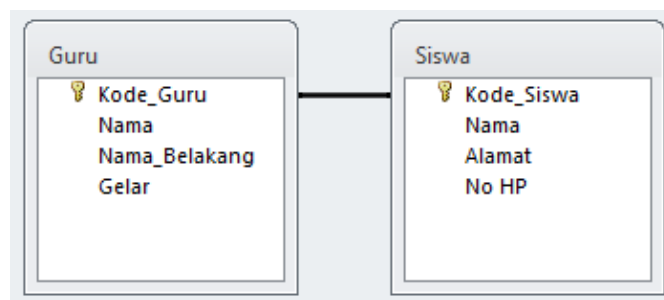 Guru
Kode_Guru
Nama
Nama_Belakang
Gelar
Siswa
Kode_Siswa
Nama
Alamat
No HP